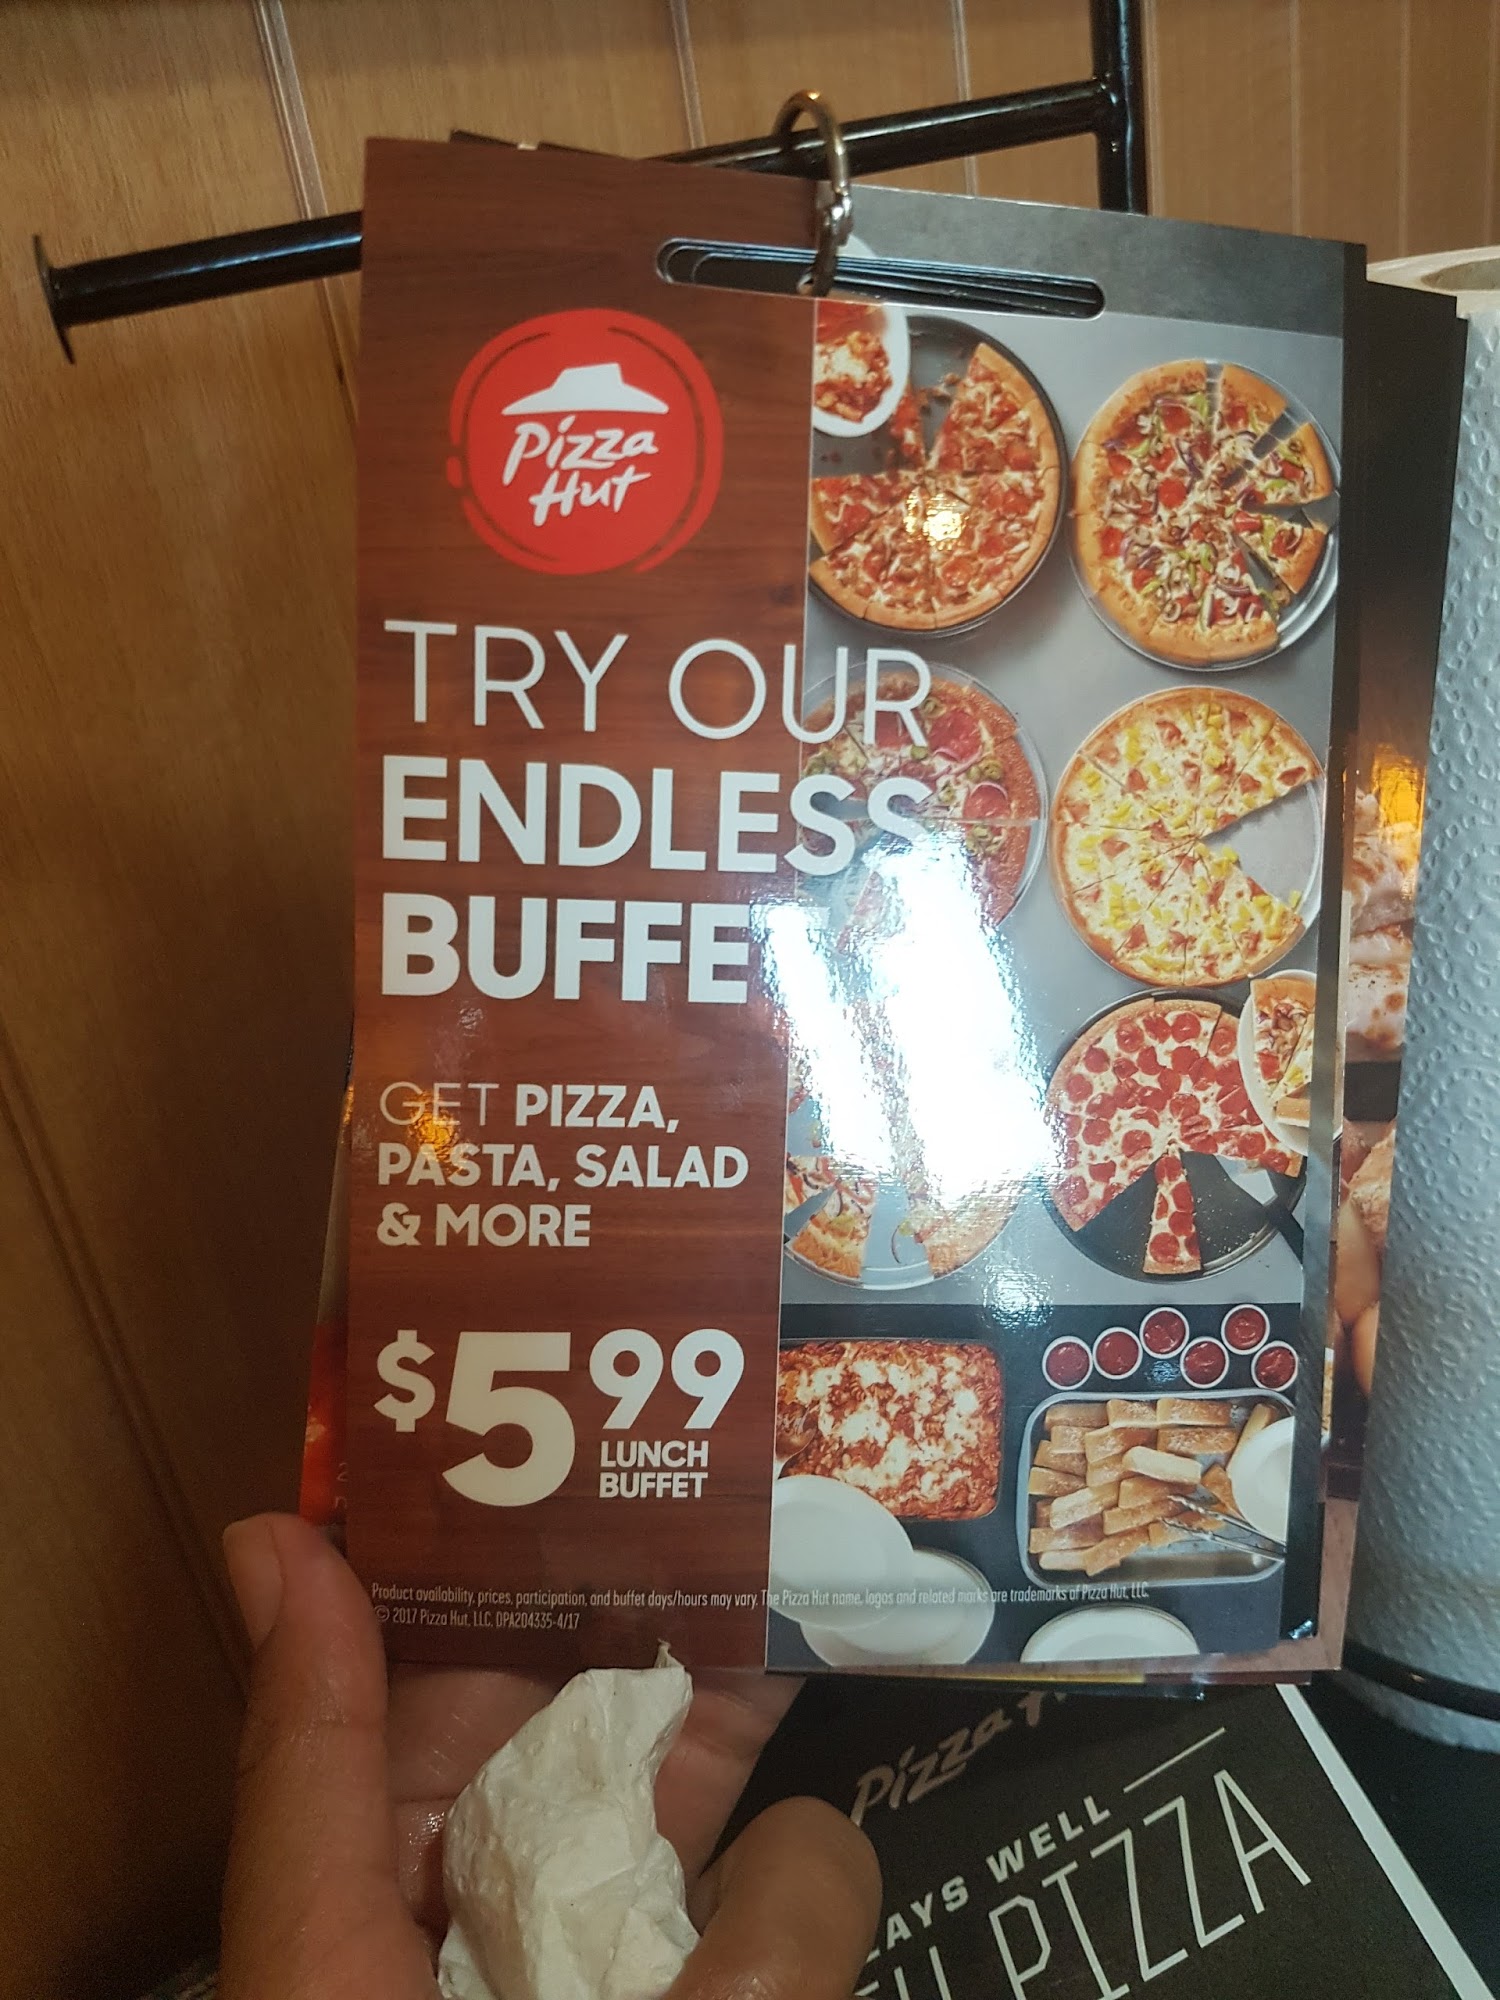 Pizza
Hut
TRY OUR
ENDLESS
BUFFE
GET PIZZA,
PASTA, SALAD
& MORE
$5.99
LUNCH
BUFFET
Product availability, prices, participation, and buffet days/hours may vary. The Pizza Hut name, logos and related marks are trademarks of Pizza Hut, LLC.
© 2017 Pizza Hut, LLC. DPA204335-4/17
Pizza
WELL
PIZZA